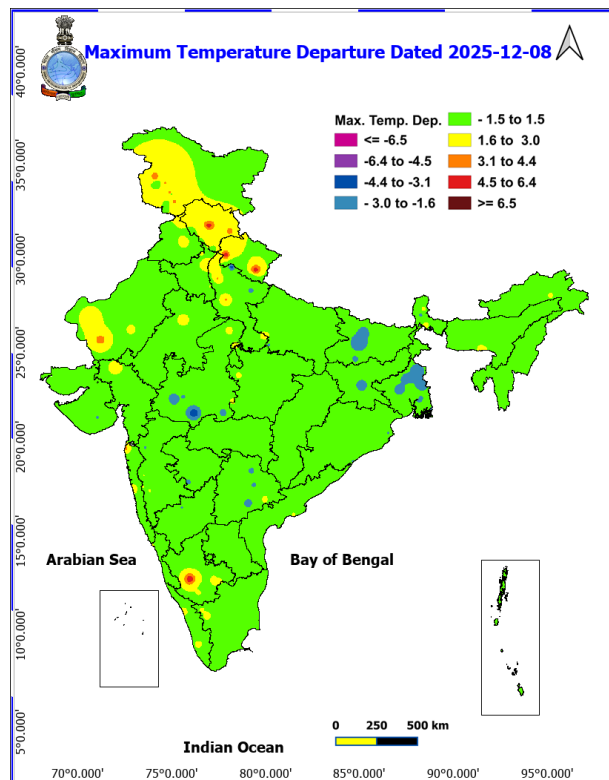 Maximum Temperature Departure Dated 2025-12-08
Max. Temp. Dep.
<= -6.5
-6.4 to -4.5
-4.4 to -3.1
- 3.0 to -1.6
- 1.5 to 1.5
1.6 to 3.0
3.1 to 4.4
4.5 to 6.4
>= 6.5
40°0.000'
35°0.000'
30°0.000'
25°0.000'
20°0.000'
15°0.000'
10°0.000'
5°0.000'
Arabian Sea
Bay of Bengal
Indian Ocean
0 250 500 km
70°0.000' 75°0.000' 80°0.000' 85°0.000' 90°0.000' 95°0.000'